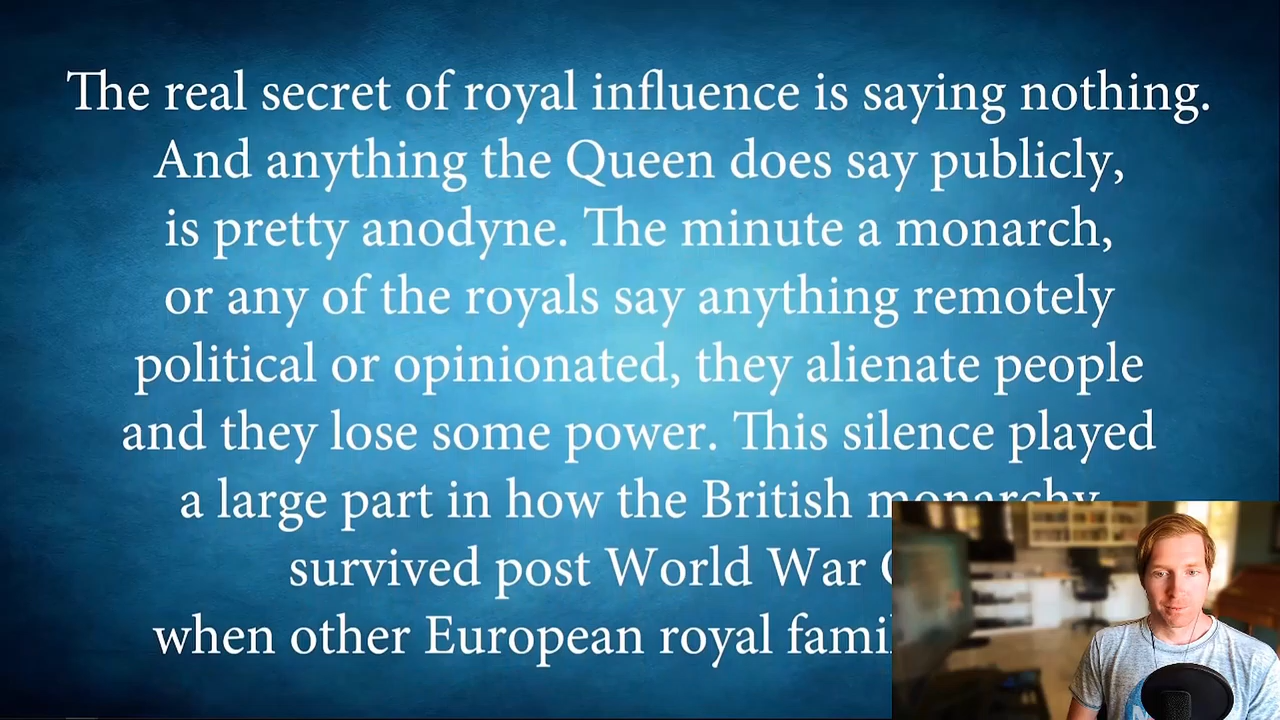 The real secret of royal influence is saying nothing.
And anything the Queen does say publicly,
is pretty anodyne. The minute a monarch,
or any of the royals say anything remotely
political or opinionated, they alienate people
and they lose some power. This silence played
a large part in how the British monarchy
survived post World War
when other European royal